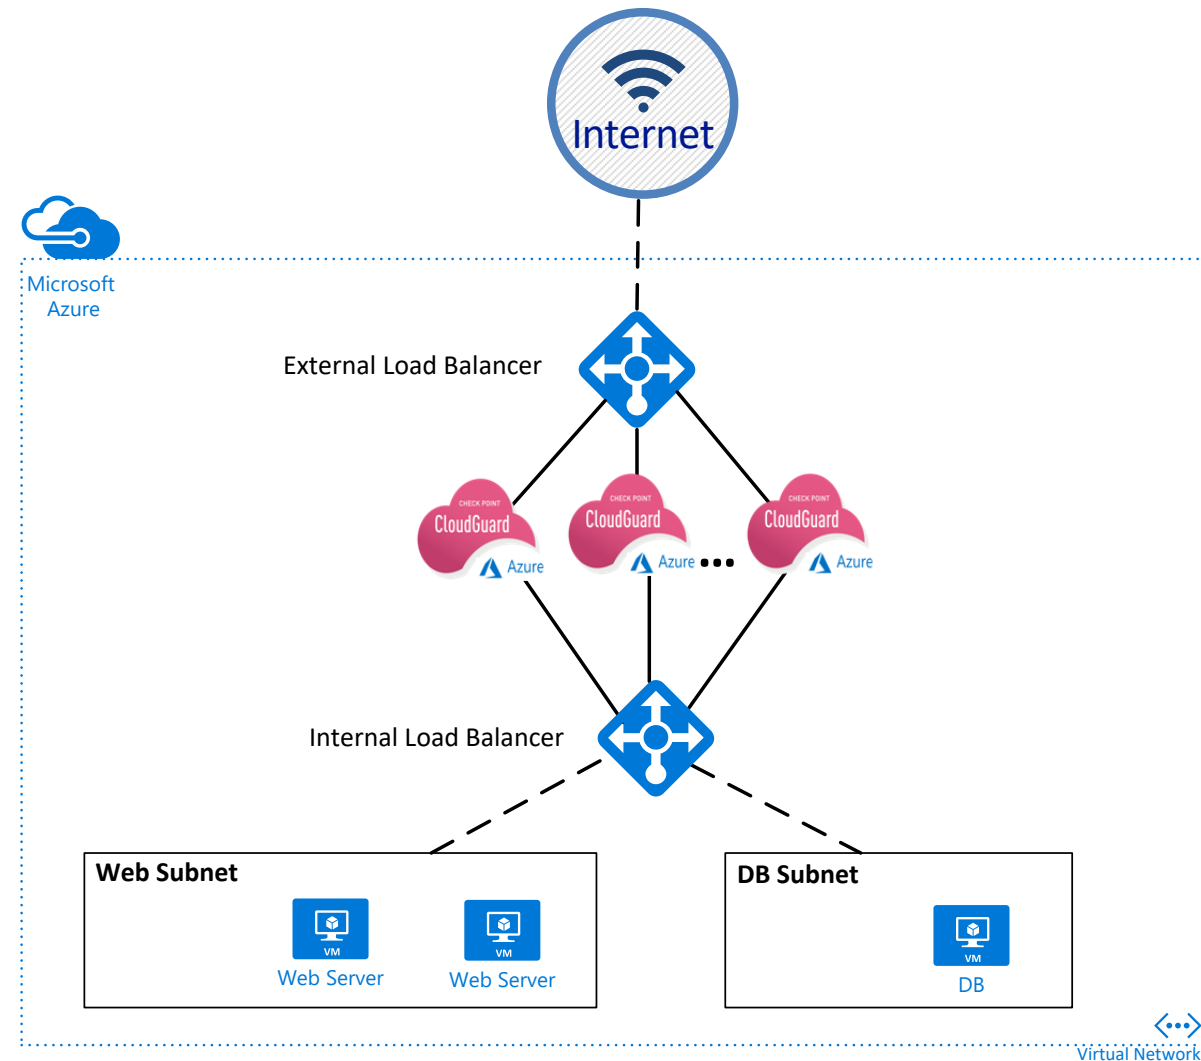 Internet
Microsoft
Azure
External Load Balancer
CHECK POINT
CloudGuard
Azure
CHECK POINT
CloudGuard
Azure
CHECK POINT
CloudGuard
Azure
Internal Load Balancer
Web Subnet
DB Subnet
VM
Web Server
VM
Web Server
VM
DB
Virtual Network